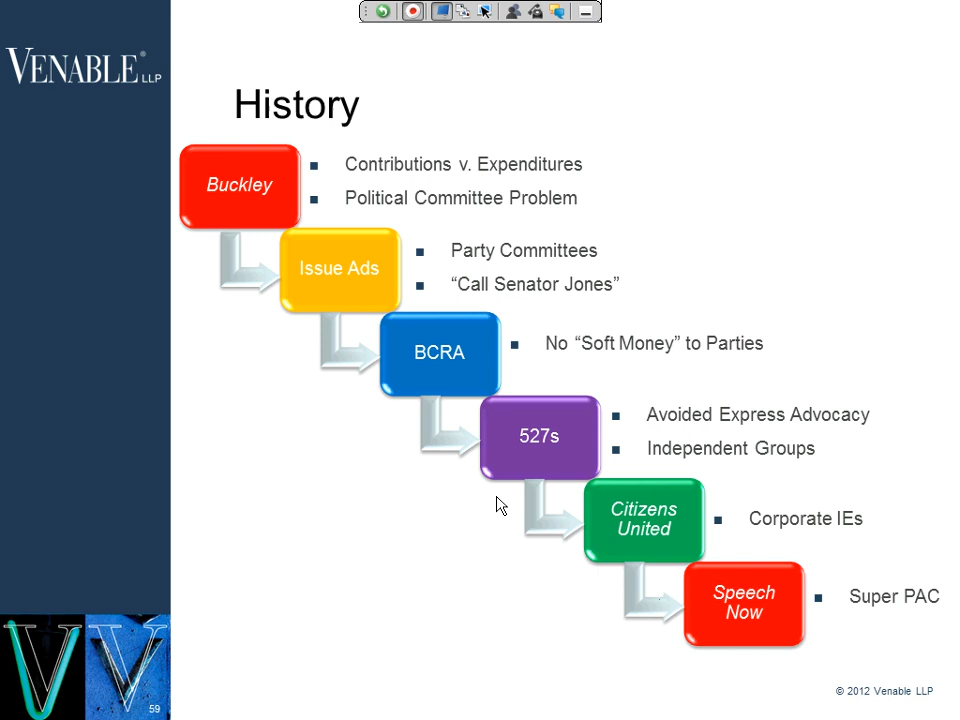 VENABLE® LLP
History
Buckley
■ Contributions v. Expenditures
■ Political Committee Problem
Issue Ads
■ Party Committees
■ “Call Senator Jones”
BCRA
■ No “Soft Money” to Parties
527s
■ Avoided Express Advocacy
■ Independent Groups
Citizens
United
■ Corporate IEs
Speech
Now
■ Super PAC
V V
59
© 2012 Venable LLP